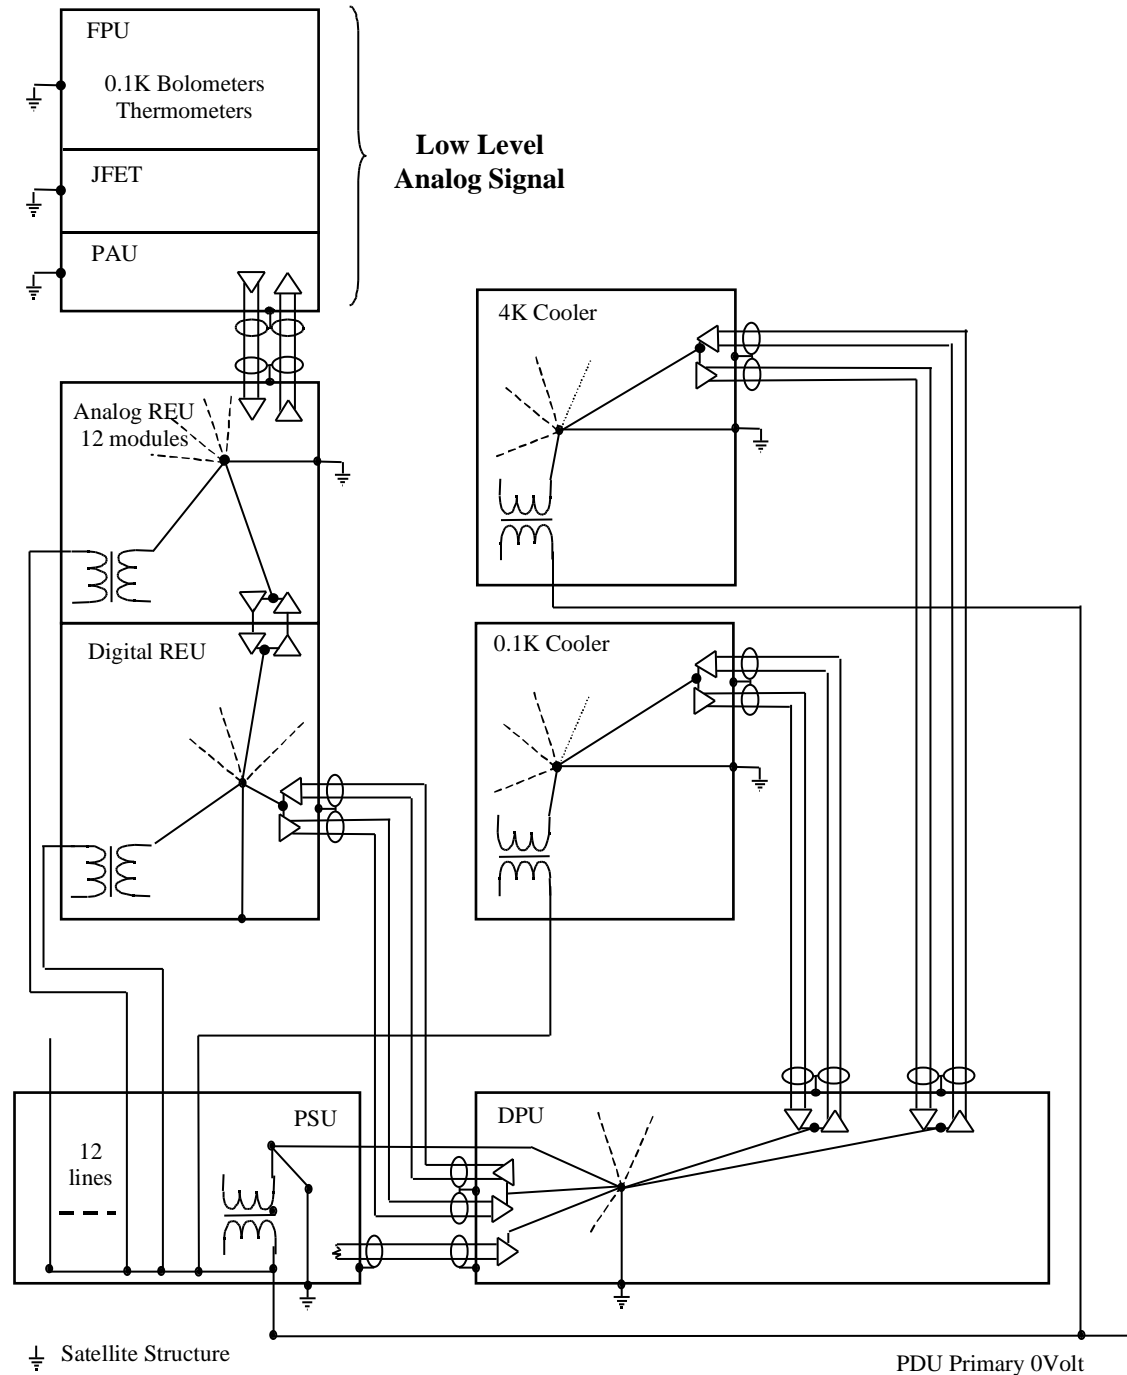 FPU
0.1K Bolometers
Thermometers
JFET
PAU
Low Level
Analog Signal
4K Cooler
Analog REU
12 modules
Digital REU
0.1K Cooler
PSU
12
lines
DPU
Satellite Structure
PDU Primary 0Volt